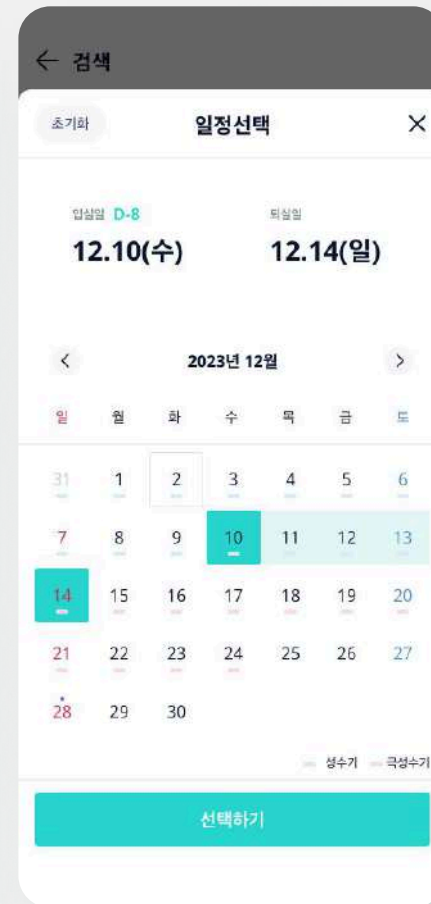 ← 검색
초기화 일정선택 ×
입실일 D-8 퇴실일
12.10(수) 12.14(일)
< 2023년 12월 >
일 월 화 수 목 금 토
31 1 2 3 4 5 6
7 8 9 10 11 12 13
14 15 16 17 18 19 20
21 22 23 24 25 26 27
28 29 30
성수기 극성수기
선택하기